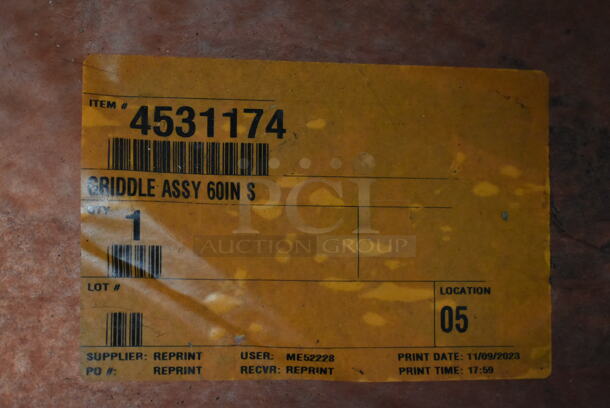 ITEM # 4531174
GRIDDLE ASSY 60IN S
QTY 1
PCI
AUCTION GROUP
LOT #
LOCATION
05
SUPPLIER: REPRINT USER: ME52228 PRINT DATE: 11/09/2023
PO #: REPRINT RECVR: REPRINT PRINT TIME: 17:59